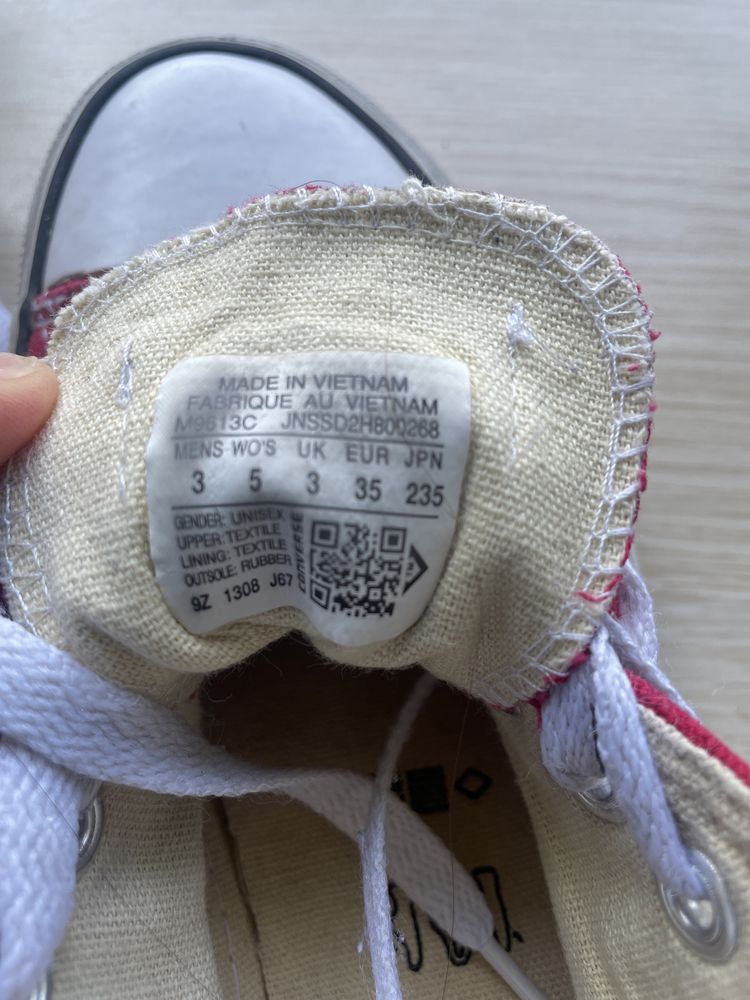 MADE IN VIETNAM
FABRIQUE AU VIETNAM
M9613C JNSSD2H800268
MENS WO'S UK EUR JPN
3 5 3 35 235
GENDER: UNISEX
UPPER: TEXTILE
LINING: TEXTILE
OUTSOLE: RUBBER
9Z 1308 J67
CONVERSE